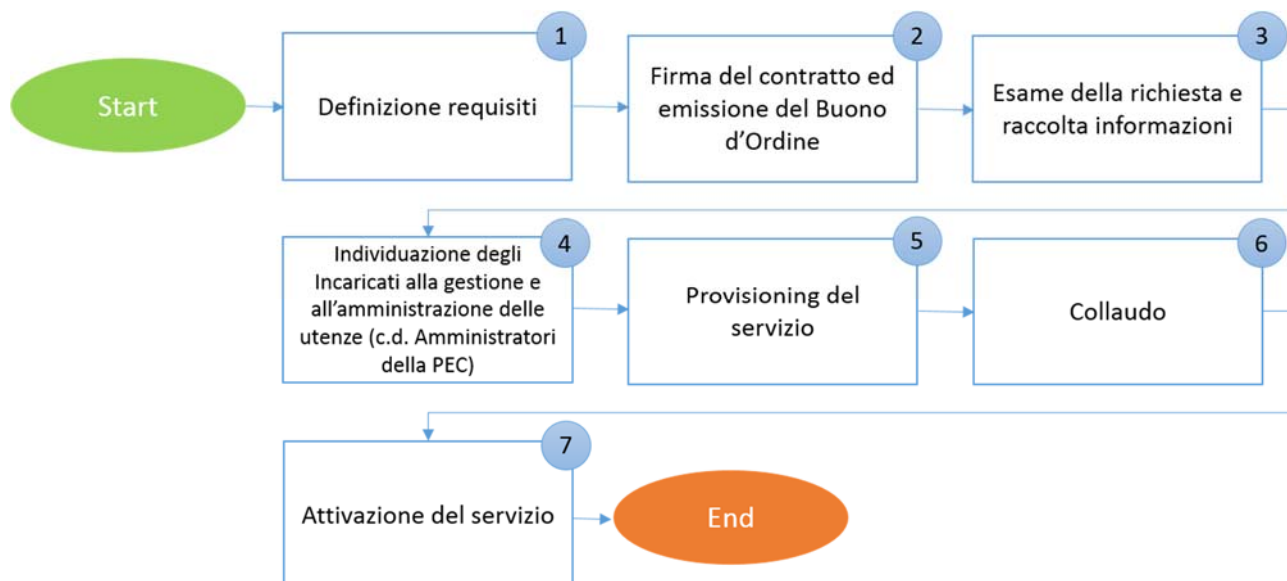 1
2
3
Start
Definizione requisiti
Firma del contratto ed
emissione del Buono
d’Ordine
Esame della richiesta e
raccolta informazioni
4
5
6
Individuazione degli
Incaricati alla gestione e
all’amministrazione delle
utenze (c.d. Amministratori
della PEC)
Provisioning del
servizio
Collaudo
7
Attivazione del servizio
End